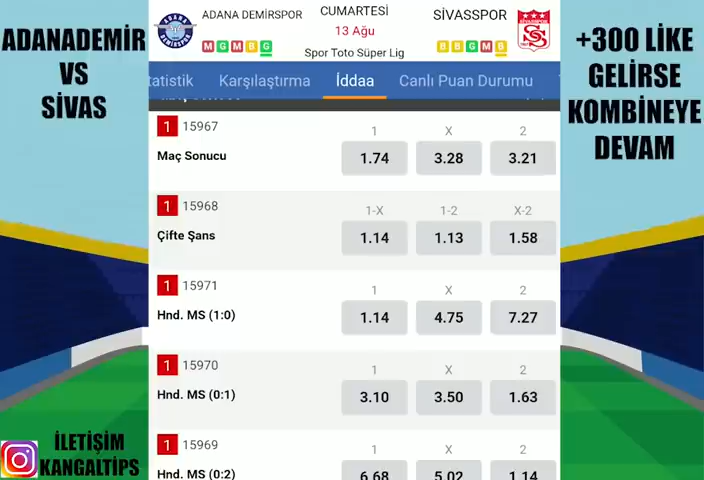 ADANADEMİR
VS
SİVAS
ADANA DEMİRSPOR
M G M B G
CUMARTESİ
13 Ağu
Spor Toto Süper Lig
SİVASSPOR
B B G M B
tatistik Karşılaştırma İddaa Canlı Puan Durumu
1 15967
Maç Sonucu
1 X 2
1.74 3.28 3.21
1 15968
Çifte Şans
1-X 1-2 X-2
1.14 1.13 1.58
1 15971
Hnd. MS (1:0)
1 X 2
1.14 4.75 7.27
1 15970
Hnd. MS (0:1)
1 X 2
3.10 3.50 1.63
1 15969
Hnd. MS (0:2)
1 X 2
6.68 5.02 1.14
+300 LİKE
GELİRSE
KOMBİNEYE
DEVAM
İLETİŞİM
KANGALTİPS